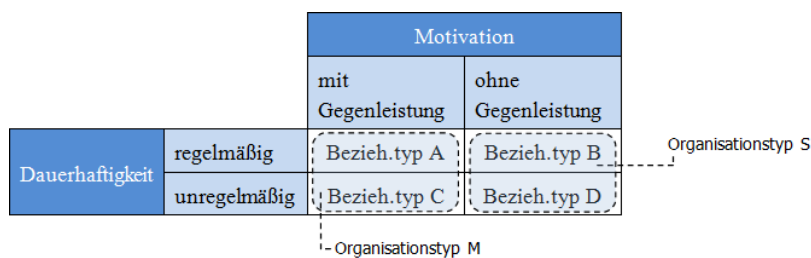 Motivation
mit
Gegenleistung
ohne
Gegenleistung
Dauerhaftigkeit
regelmäßig
Bezieh.typ A
Bezieh.typ B
Organisationstyp S
unregelmäßig
Bezieh.typ C
Bezieh.typ D
Organisationstyp M